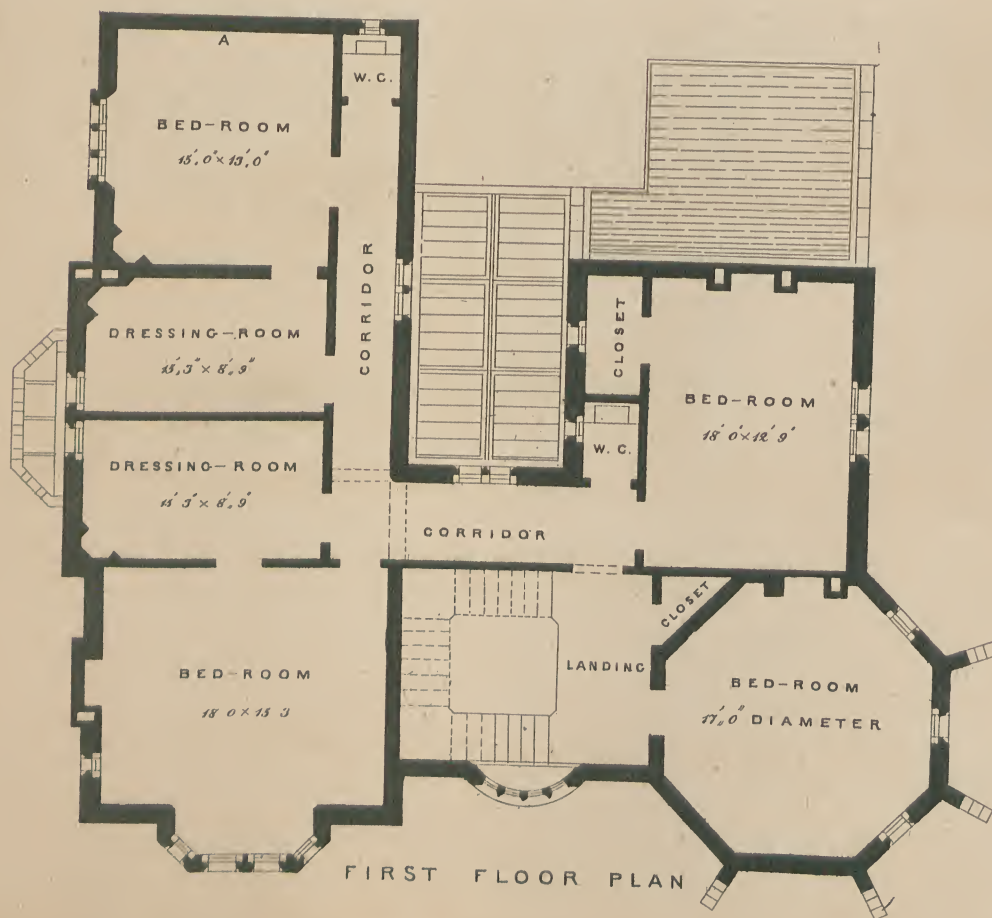 A
W.C.
BED-ROOM
15',0"×13',0"
CORRIDOR
DRESSING-ROOM
15',3"×8',9"
CLOSET
BED-ROOM
18'0"×12'9"
W.C.
DRESSING-ROOM
15'3"×8',9"
CORRIDOR
CLOSET
BED-ROOM
18 0×15 3
LANDING
BED-ROOM
17',,0" DIAMETER
FIRST FLOOR PLAN